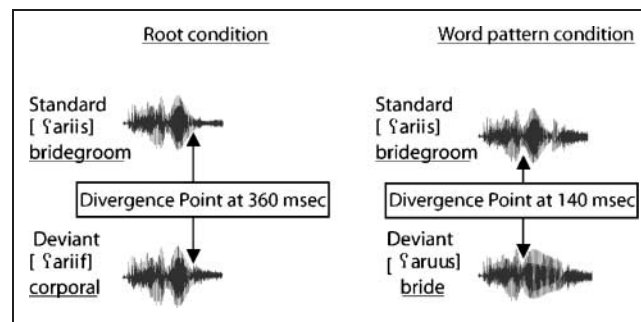 Root condition
Word pattern condition
Standard
[ ʕariis]
bridegroom
Standard
[ ʕariis]
bridegroom
Divergence Point at 360 msec
Divergence Point at 140 msec
Deviant
[ ʕariif]
corporal
Deviant
[ ʕaruus]
bride